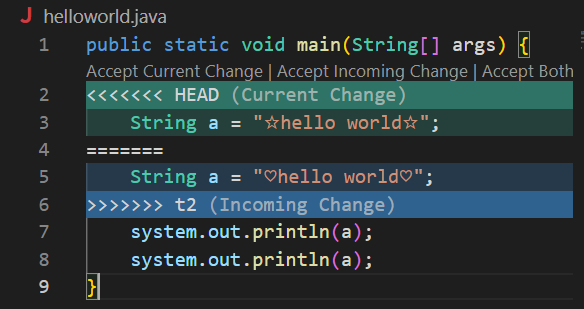 J helloworld.java
1 public static void main(String[] args) {
Accept Current Change | Accept Incoming Change | Accept Both
2 <<<<<<< HEAD (Current Change)
3     String a = "☆hello world☆";
4 =======
5     String a = "♡hello world♡";
6 >>>>>>> t2 (Incoming Change)
7     system.out.println(a);
8     system.out.println(a);
9 }